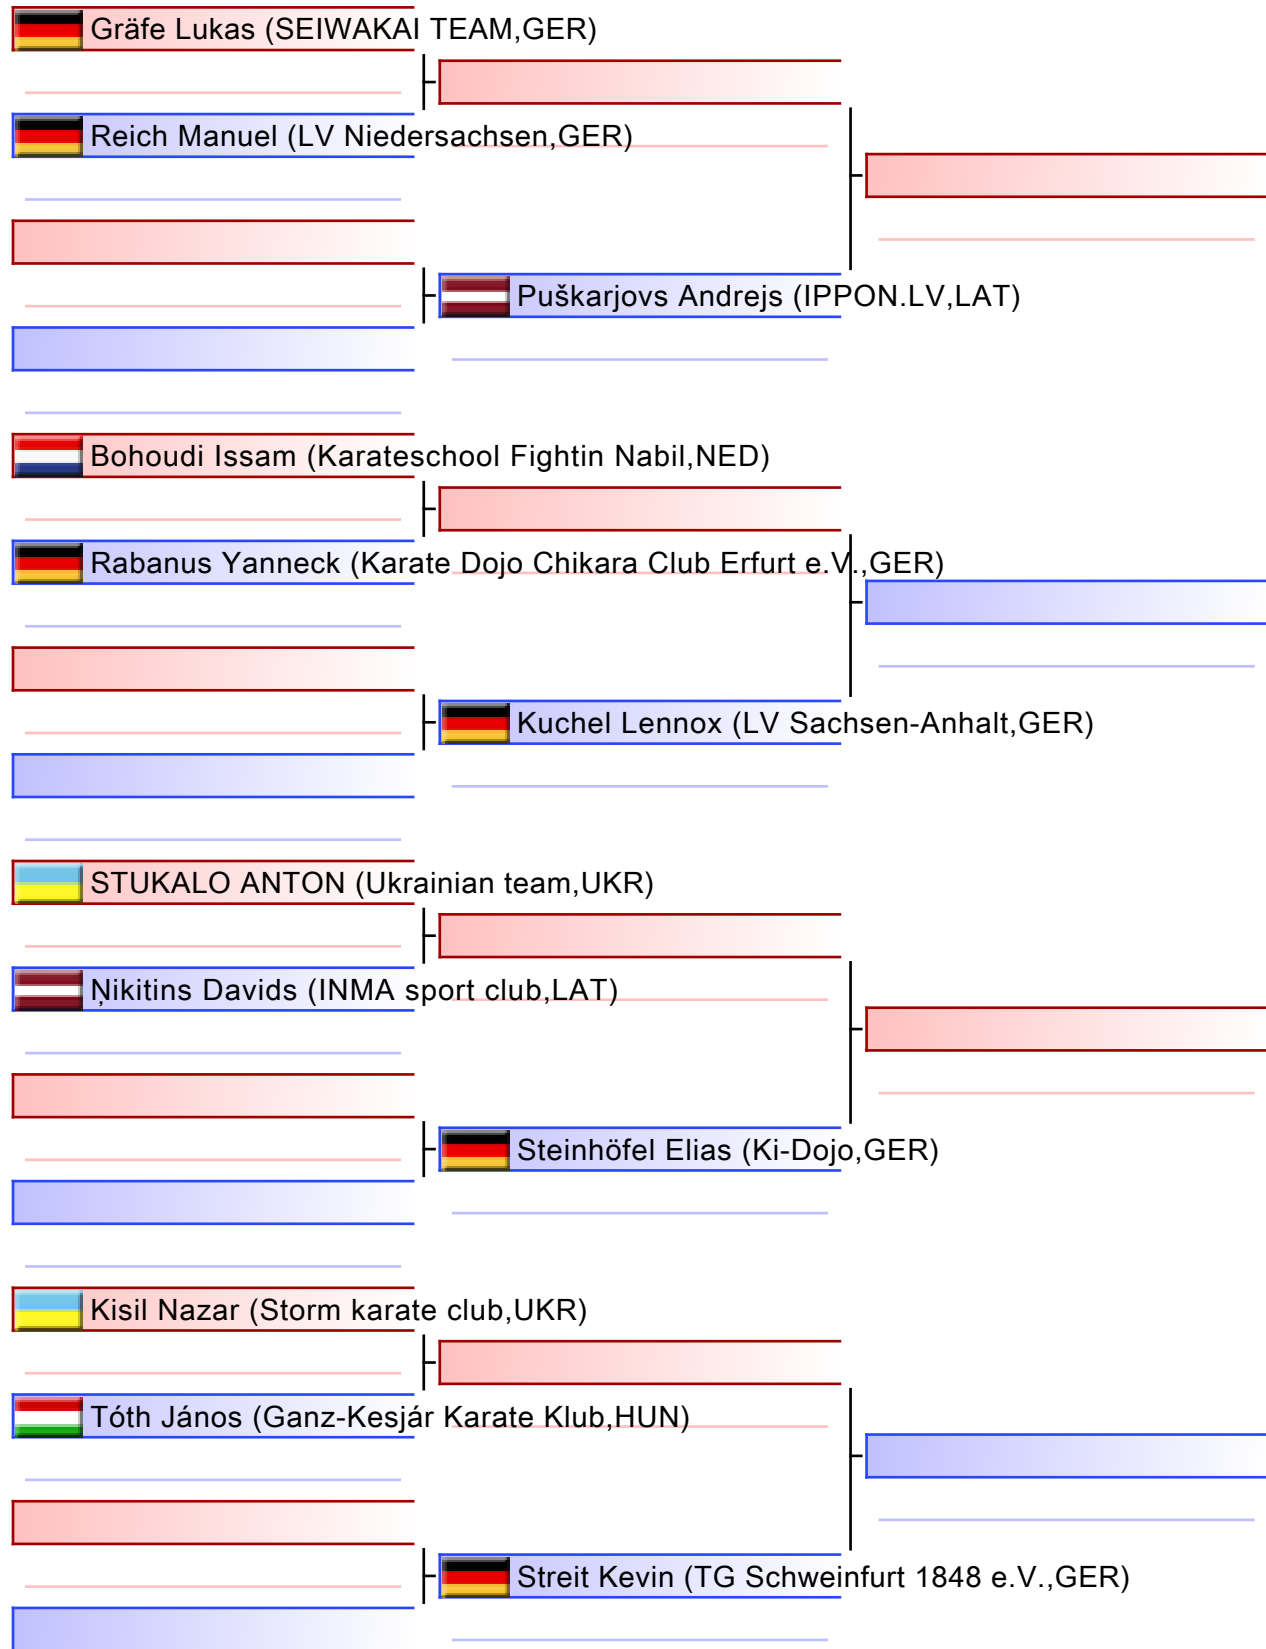 Gräfe Lukas (SEIWAKAI TEAM,GER)
Reich Manuel (LV Niedersachsen,GER)
Puškarjovs Andrejs (IPPON.LV,LAT)
Bohoudi Issam (Karateschool Fightin Nabil,NED)
Rabanus Yanneck (Karate Dojo Chikara Club Erfurt e.V.,GER)
Kuchel Lennox (LV Sachsen-Anhalt,GER)
STUKALO ANTON (Ukrainian team,UKR)
Ņikitins Davids (INMA sport club,LAT)
Steinhöfel Elias (Ki-Dojo,GER)
Kisil Nazar (Storm karate club,UKR)
Tóth János (Ganz-Kesjár Karate Klub,HUN)
Streit Kevin (TG Schweinfurt 1848 e.V.,GER)